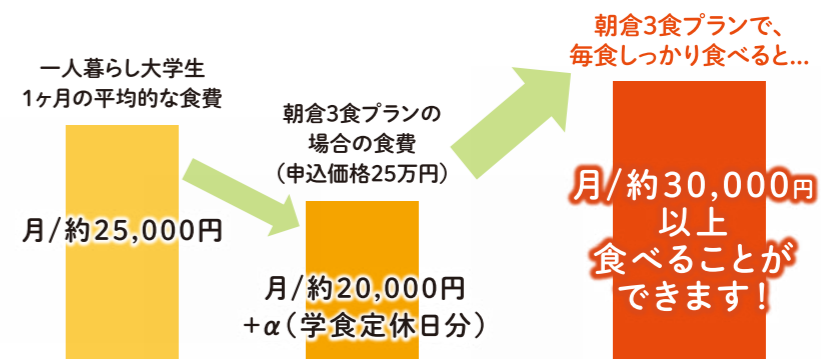 一人暮らし大学生
1ヶ月の平均的な食費
月/約25,000円
朝倉3食プランの
場合の食費
（申込価格25万円）
月/約20,000円
+α（学食定休日分）
朝倉3食プランで、
毎食しっかり食べると…
月/約30,000円
以上
食べることが
できます！